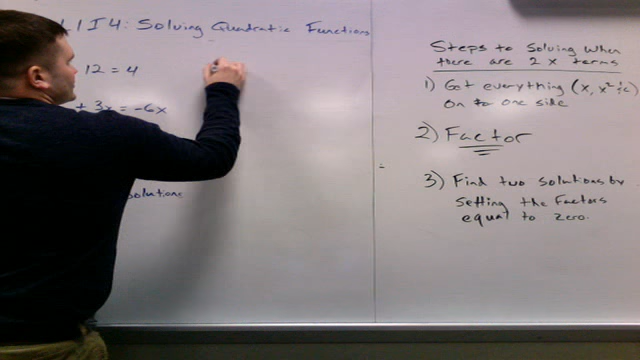 L1I4: Solving Quadratic Functions
12 = 4
+ 3x = -6x
solutions
Steps to Solving When
there are 2 x terms
1) Get everything (x, x² & c)
on to one side
2) Factor
3) Find two solutions by
setting the factors
equal to zero.